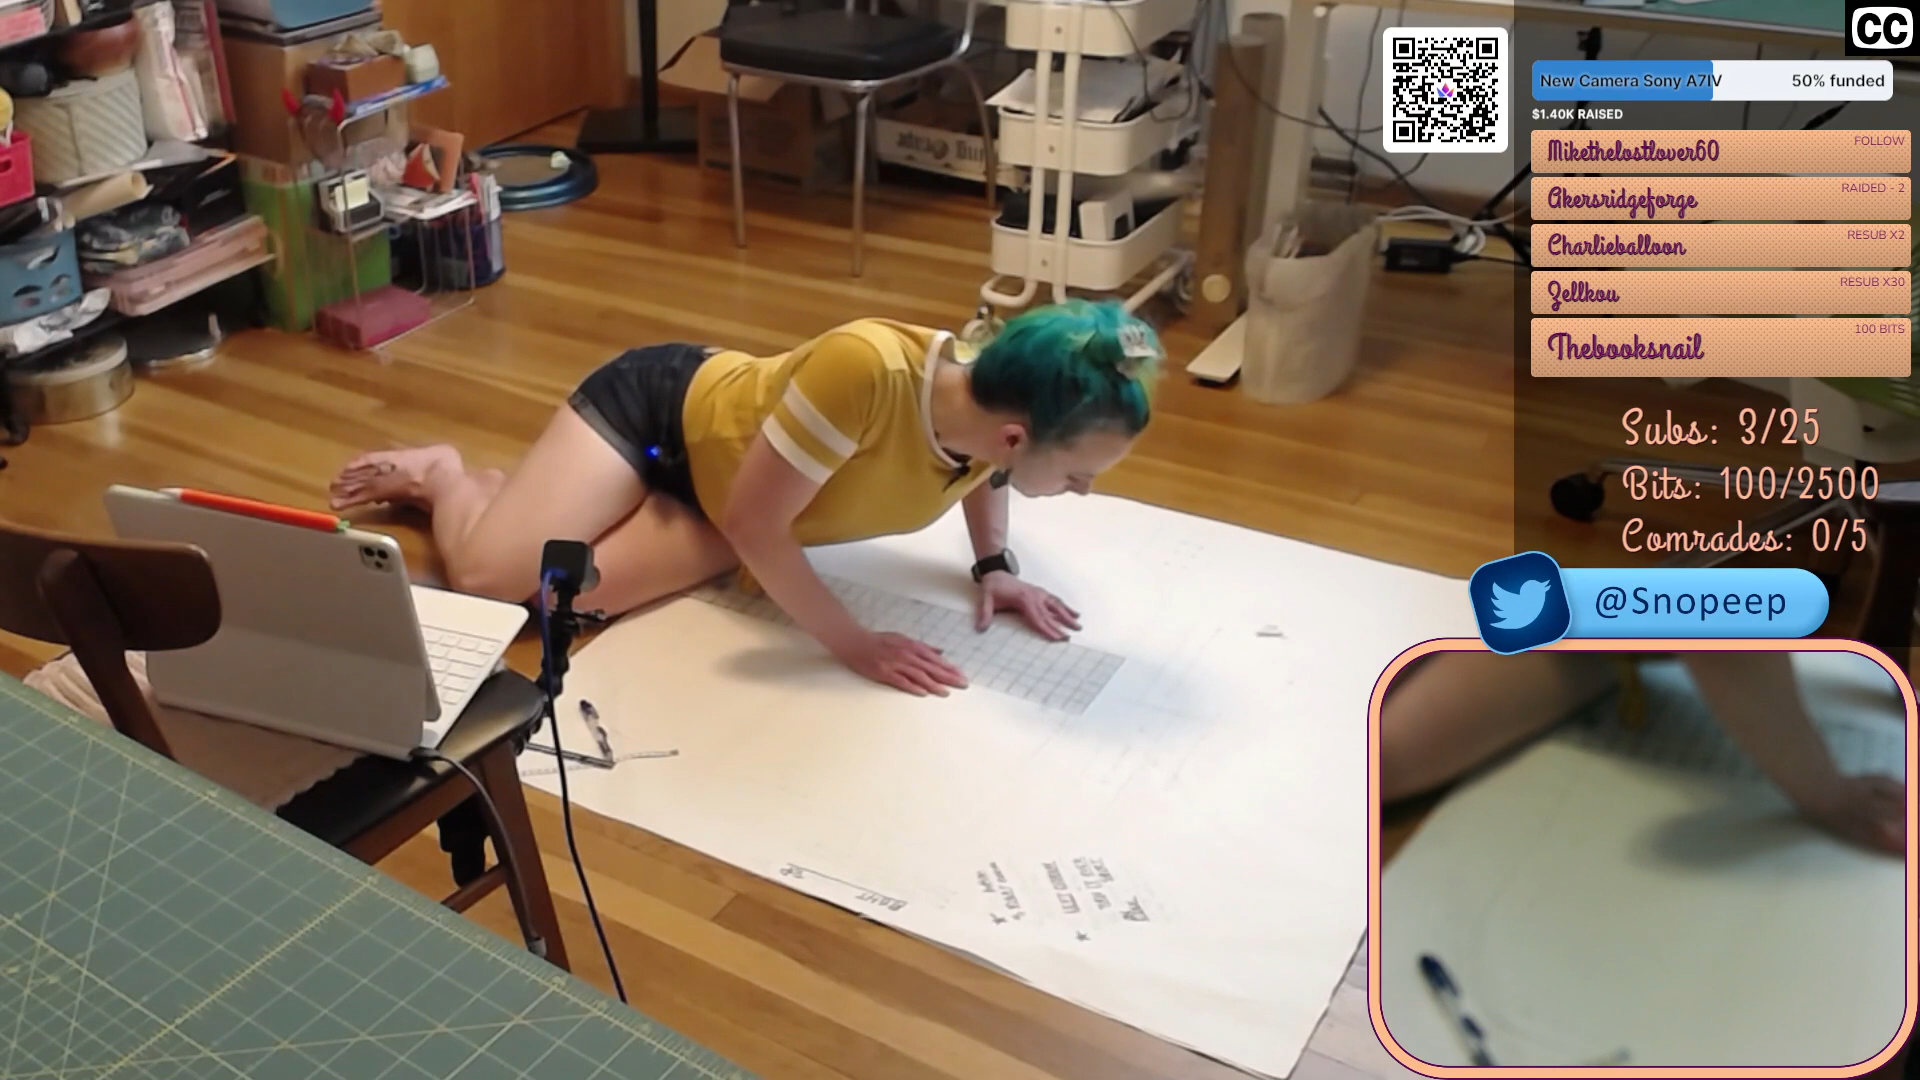 CC
New Camera Sony A7IV
50% funded
$1.40K RAISED
Mikethelostlover60
FOLLOW
Akersridgeforge
RAIDED - 2
Charlieballoon
RESUB X2
Zellkou
RESUB X30
Thebooksnail
100 BITS
Subs: 3/25
Bits: 100/2500
Comrades: 0/5
@Snopeep